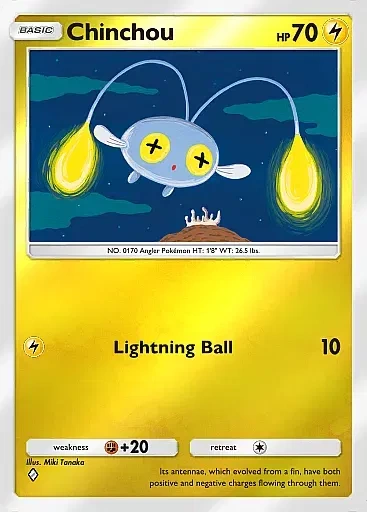 BASIC Chinchou HP 70
NO. 0170 Angler Pokémon HT: 1'8" WT: 26.5 lbs.
Lightning Ball 10
weakness +20 retreat
Illus. Miki Tanaka
Its antennae, which evolved from a fin, have both
positive and negative charges flowing through them.